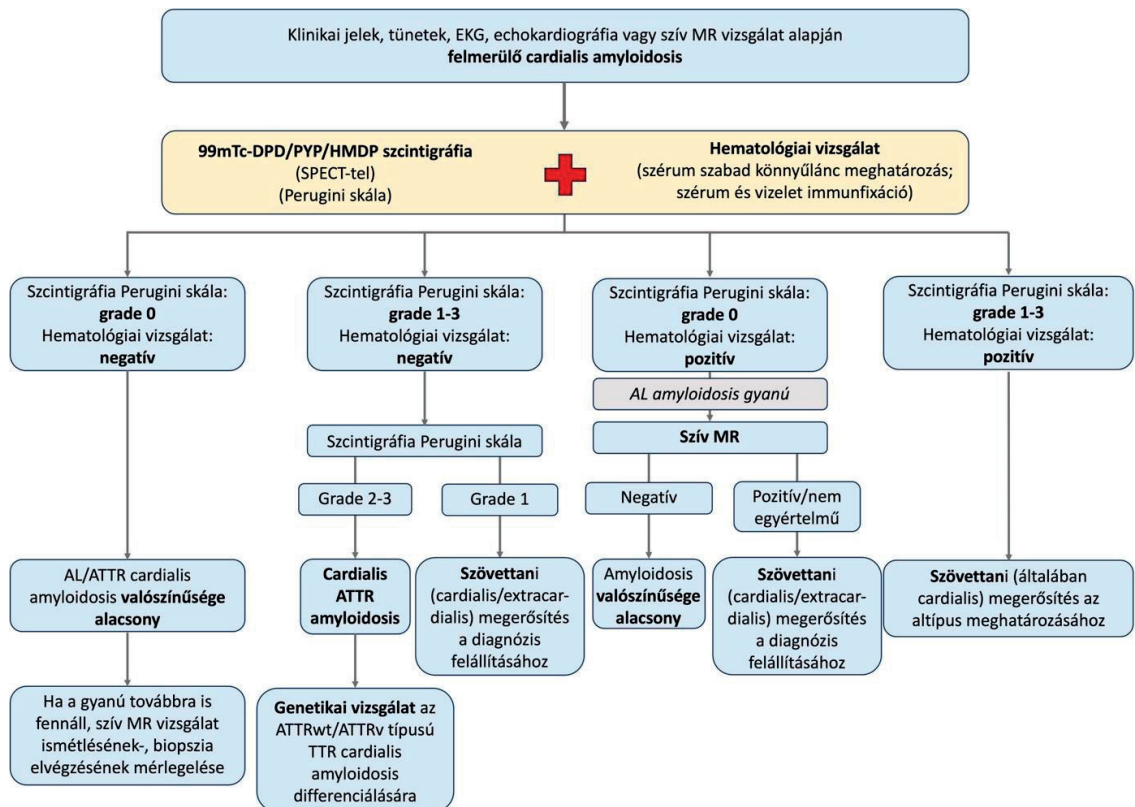 Klinikai jelek, tünetek, EKG, echokardiográfia vagy szív MR vizsgálat alapján
felmerülő cardialis amyloidosis
99mTc-DPD/PYP/HMDP szcintigráfia
(SPECT-tel)
(Perugini skála)
Hematológiai vizsgálat
(szérum szabad könnyűlánc meghatározás;
szérum és vizelet immunfixáció)
Szcintigráfia Perugini skála:
grade 0
Hematológiai vizsgálat:
negatív
Szcintigráfia Perugini skála:
grade 1-3
Hematológiai vizsgálat:
negatív
Szcintigráfia Perugini skála:
grade 0
Hematológiai vizsgálat:
pozitív
Szcintigráfia Perugini skála:
grade 1-3
Hematológiai vizsgálat:
pozitív
AL amyloidosis gyanú
Szcintigráfia Perugini skála
Szív MR
Grade 2-3
Grade 1
Negatív
Pozitív/nem
egyértelmű
AL/ATTR cardialis
amyloidosis valószínűsége
alacsony
Cardialis
ATTR
amyloidosis
Szövettani
(cardialis/extracar-
dialis) megerősítés
a diagnózis
felállításához
Amyloidosis
valószínűsége
alacsony
Szövettani
(cardialis/extracar-
dialis) megerősítés
a diagnózis
felállításához
Szövettani (általában
cardialis) megerősítés az
altípus meghatározásához
Ha a gyanú továbbra is
fennáll, szív MR vizsgálat
ismétlésének-, biopszia
elvégzésének mérlegelése
Genetikai vizsgálat az
ATTRwt/ATTRv típusú
TTR cardialis
amyloidosis
differenciálására